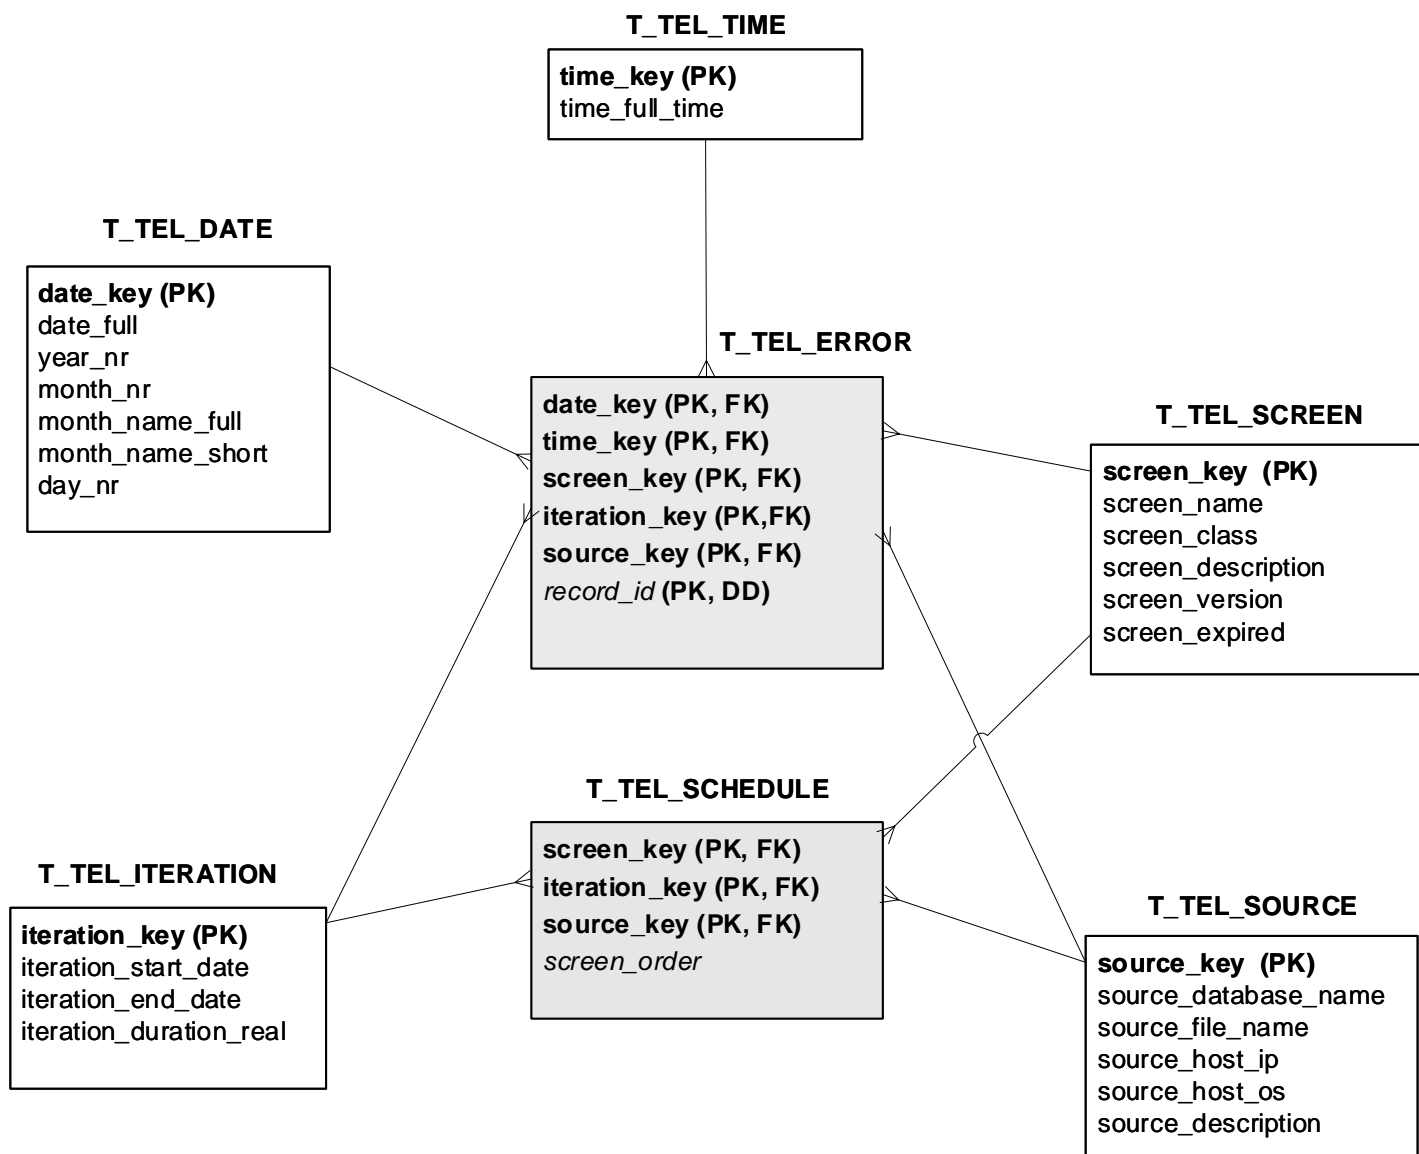 T_TEL_TIME
time_key (PK)
time_full_time
T_TEL_DATE
date_key (PK)
date_full
year_nr
month_nr
month_name_full
month_name_short
day_nr
T_TEL_ERROR
date_key (PK, FK)
time_key (PK, FK)
screen_key (PK, FK)
iteration_key (PK,FK)
source_key (PK, FK)
record_id (PK, DD)
T_TEL_SCREEN
screen_key (PK)
screen_name
screen_class
screen_description
screen_version
screen_expired
T_TEL_SCHEDULE
screen_key (PK, FK)
iteration_key (PK, FK)
source_key (PK, FK)
screen_order
T_TEL_ITERATION
iteration_key (PK)
iteration_start_date
iteration_end_date
iteration_duration_real
T_TEL_SOURCE
source_key (PK)
source_database_name
source_file_name
source_host_ip
source_host_os
source_description